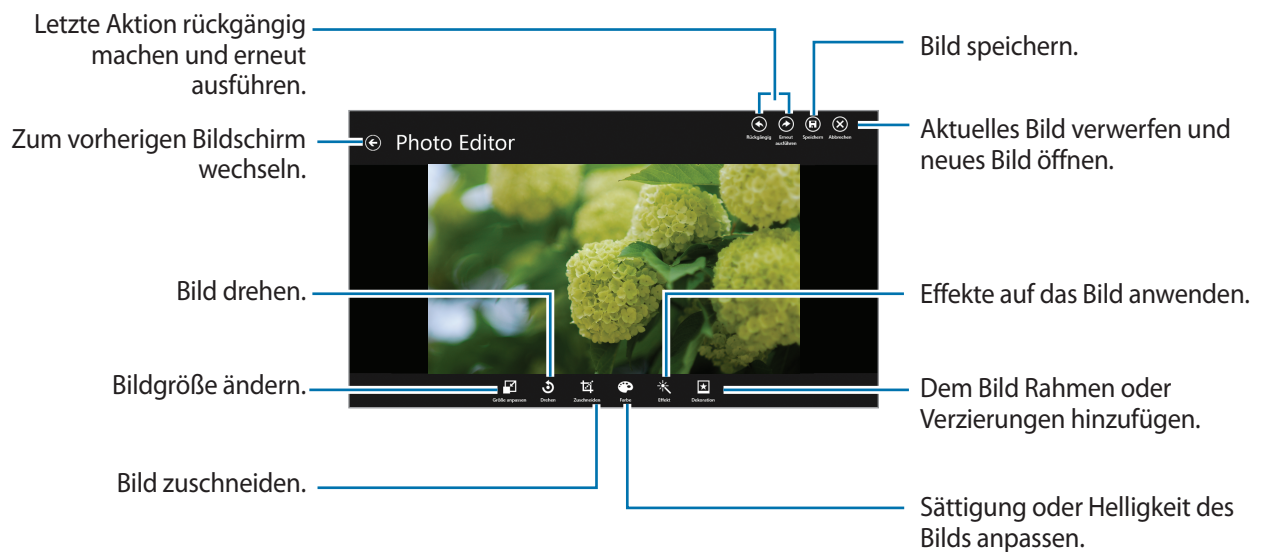 Letzte Aktion rückgängig
machen und erneut
ausführen.
Bild speichern.
Zum vorherigen Bildschirm
wechseln.
Photo Editor
Rückgängig
Erneut
ausführen
Speichern
Abbrechen
Aktuelles Bild verwerfen und
neues Bild öffnen.
Bild drehen.
Effekte auf das Bild anwenden.
Bildgröße ändern.
Größe anpassen
Drehen
Zuschneiden
Farbe
Effekt
Dekoration
Dem Bild Rahmen oder
Verzierungen hinzufügen.
Bild zuschneiden.
Sättigung oder Helligkeit des
Bilds anpassen.